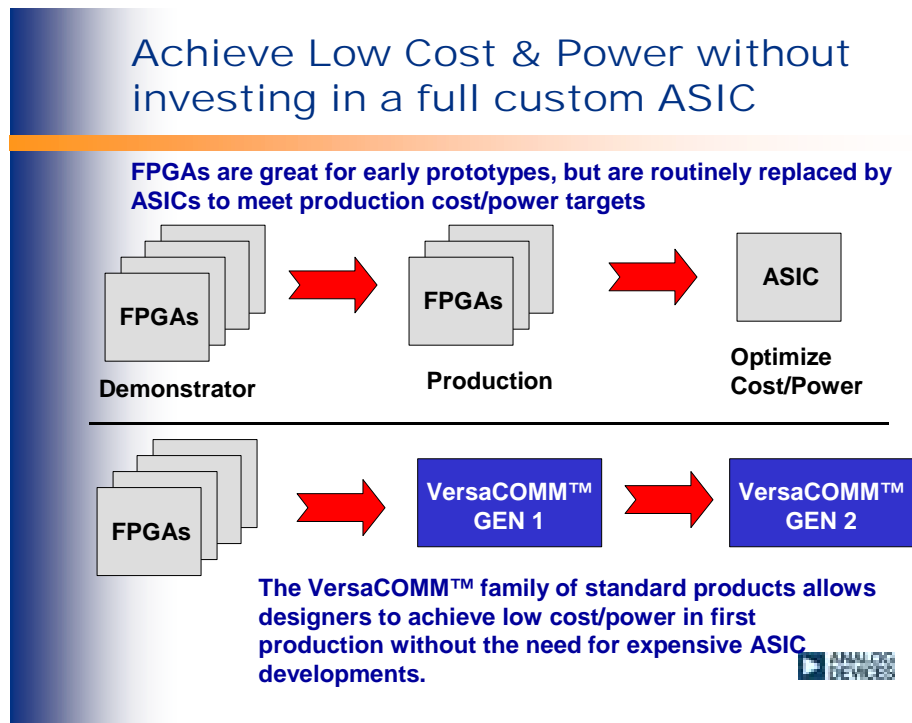 Achieve Low Cost & Power without
investing in a full custom ASIC
FPGAs are great for early prototypes, but are routinely replaced by
ASICs to meet production cost/power targets
FPGAs
FPGAs
ASIC
Demonstrator
Production
Optimize
Cost/Power
FPGAs
VersaCOMM™
GEN 1
VersaCOMM™
GEN 2
The VersaCOMM™ family of standard products allows
designers to achieve low cost/power in first
production without the need for expensive ASIC
developments.
ANALOG
DEVICES